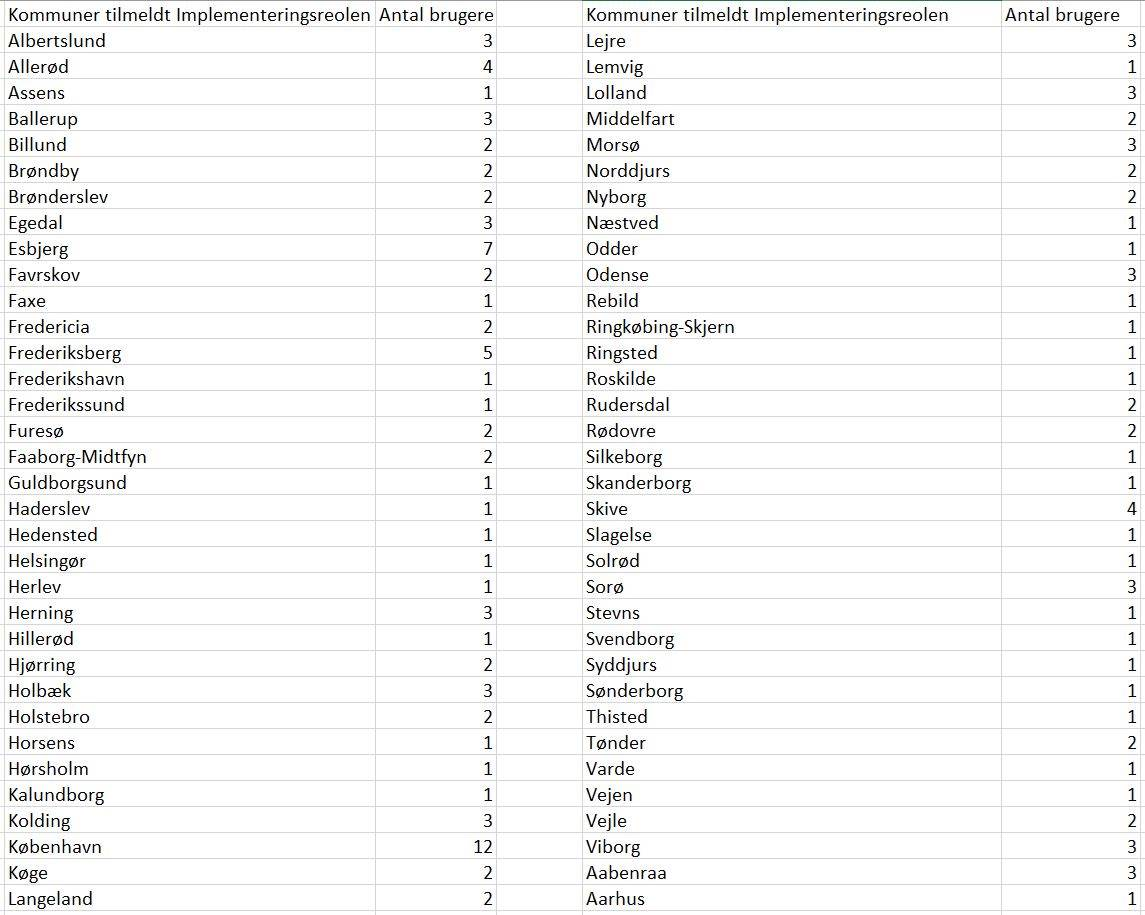 Kommuner tilmeldt Implementeringsreolen Antal brugere Kommuner tilmeldt Implementeringsreolen Antal brugere
Albertslund 3 Lejre 3
Allerød 4 Lemvig 1
Assens 1 Lolland 3
Ballerup 3 Middelfart 2
Billund 2 Morsø 3
Brøndby 2 Norddjurs 2
Brønderslev 2 Nyborg 2
Egedal 3 Næstved 1
Esbjerg 7 Odder 1
Favrskov 2 Odense 3
Faxe 1 Rebild 1
Fredericia 2 Ringkøbing-Skjern 1
Frederiksberg 5 Ringsted 1
Frederikshavn 1 Roskilde 1
Frederikssund 1 Rudersdal 2
Furesø 2 Rødovre 2
Faaborg-Midtfyn 2 Silkeborg 1
Guldborgsund 1 Skanderborg 1
Haderslev 1 Skive 4
Hedensted 1 Slagelse 1
Helsingør 1 Solrød 1
Herlev 1 Sorø 3
Herning 3 Stevns 1
Hillerød 1 Svendborg 1
Hjørring 2 Syddjurs 1
Holbæk 3 Sønderborg 1
Holstebro 2 Thisted 1
Horsens 1 Tønder 2
Hørsholm 1 Varde 1
Kalundborg 1 Vejen 1
Kolding 3 Vejle 2
København 12 Viborg 3
Køge 2 Aabenraa 3
Langeland 2 Aarhus 1